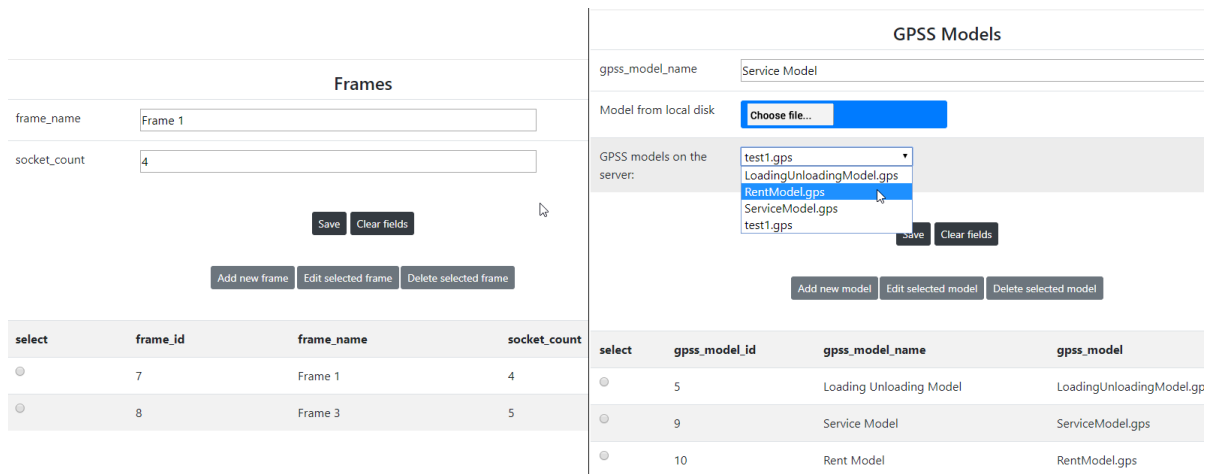 Frames
frame_name
Frame 1
socket_count
4
Save Clear fields
Add new frame Edit selected frame Delete selected frame
select frame_id frame_name socket_count
7 Frame 1 4
8 Frame 3 5
GPSS Models
gpss_model_name
Service Model
Model from local disk
Choose file...
GPSS models on the
server:
test1.gps
LoadingUnloadingModel.gps
RentModel.gps
ServiceModel.gps
test1.gps
Save Clear fields
Add new model Edit selected model Delete selected model
select gpss_model_id gpss_model_name gpss_model
5 Loading Unloading Model LoadingUnloadingModel.gp
9 Service Model ServiceModel.gps
10 Rent Model RentModel.gps